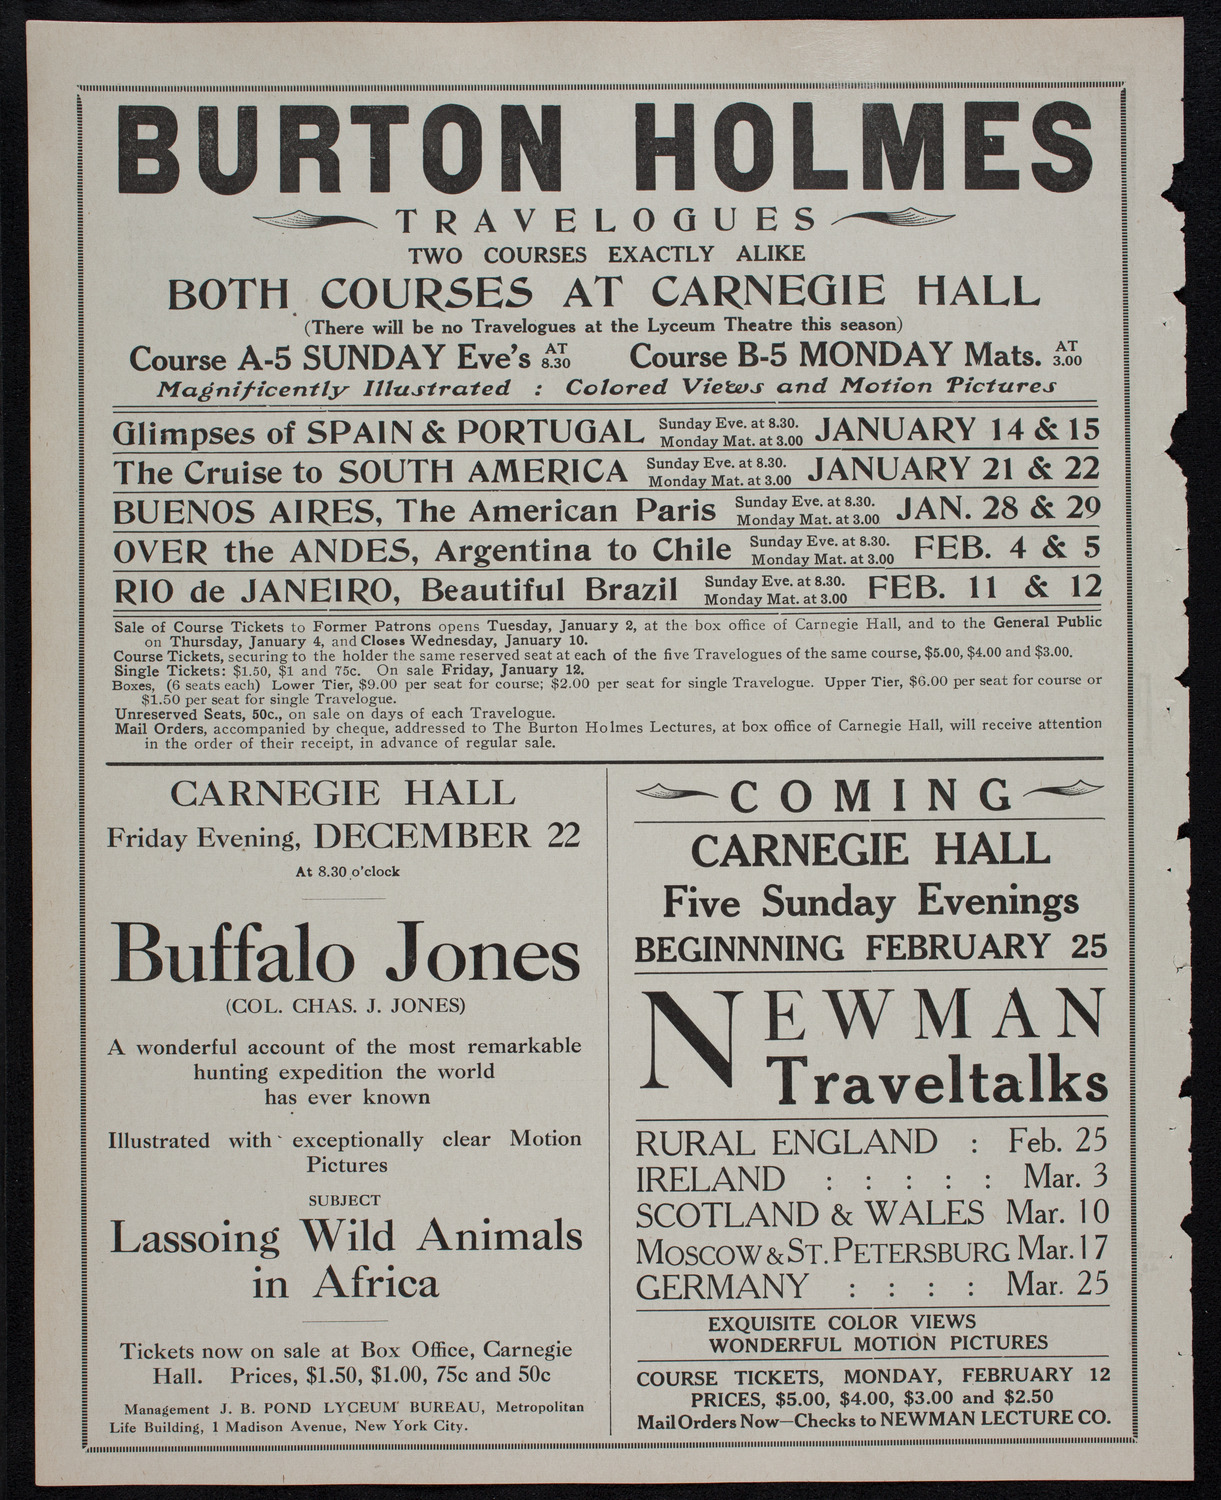 BURTON HOLMES
TRAVELOGUES
TWO COURSES EXACTLY ALIKE
BOTH COURSES AT CARNEGIE HALL
(There will be no Travelogues at the Lyceum Theatre this season)
Course A-5 SUNDAY Eve's AT 8.30 Course B-5 MONDAY Mats. AT 3.00
Magnificently Illustrated : Colored Views and Motion Pictures
Glimpses of SPAIN & PORTUGAL Sunday Eve. at 8.30. Monday Mat. at 3.00 JANUARY 14 & 15
The Cruise to SOUTH AMERICA Sunday Eve. at 8.30. Monday Mat. at 3.00 JANUARY 21 & 22
BUENOS AIRES, The American Paris Sunday Eve. at 8.30. Monday Mat. at 3.00 JAN. 28 & 29
OVER the ANDES, Argentina to Chile Sunday Eve. at 8.30. Monday Mat. at 3.00 FEB. 4 & 5
RIO de JANEIRO, Beautiful Brazil Sunday Eve. at 8.30. Monday Mat. at 3.00 FEB. 11 & 12
Sale of Course Tickets to Former Patrons opens Tuesday, January 2, at the box office of Carnegie Hall, and to the General Public
on Thursday, January 4, and Closes Wednesday, January 10.
Course Tickets, securing to the holder the same reserved seat at each of the five Travelogues of the same course, $5.00, $4.00 and $3.00.
Single Tickets: $1.50, $1 and 75c. On sale Friday, January 12.
Boxes, (6 seats each) Lower Tier, $9.00 per seat for course; $2.00 per seat for single Travelogue. Upper Tier, $6.00 per seat for course or
$1.50 per seat for single Travelogue.
Unreserved Seats, 50c., on sale on days of each Travelogue.
Mail Orders, accompanied by cheque, addressed to The Burton Holmes Lectures, at box office of Carnegie Hall, will receive attention
in the order of their receipt, in advance of regular sale.
CARNEGIE HALL
Friday Evening, DECEMBER 22
At 8.30 o'clock
Buffalo Jones
(COL. CHAS. J. JONES)
A wonderful account of the most remarkable
hunting expedition the world
has ever known
Illustrated with exceptionally clear Motion
Pictures
SUBJECT
Lassoing Wild Animals
in Africa
Tickets now on sale at Box Office, Carnegie
Hall. Prices, $1.50, $1.00, 75c and 50c
Management J. B. POND LYCEUM BUREAU, Metropolitan
Life Building, 1 Madison Avenue, New York City.
COMING
CARNEGIE HALL
Five Sunday Evenings
BEGINNNING FEBRUARY 25
NEWMAN
Traveltalks
RURAL ENGLAND : Feb. 25
IRELAND : : : : : Mar. 3
SCOTLAND & WALES Mar. 10
MOSCOW & ST. PETERSBURG Mar. 17
GERMANY : : : : Mar. 25
EXQUISITE COLOR VIEWS
WONDERFUL MOTION PICTURES
COURSE TICKETS, MONDAY, FEBRUARY 12
PRICES, $5.00, $4.00, $3.00 and $2.50
Mail Orders Now—Checks to NEWMAN LECTURE CO.